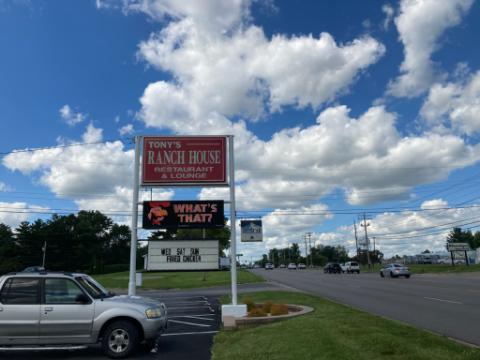 TONY'S
RANCH HOUSE
RESTAURANT
& LOUNGE
WHAT'S
THAT?
WED SAT SUN
FRIED CHICKEN